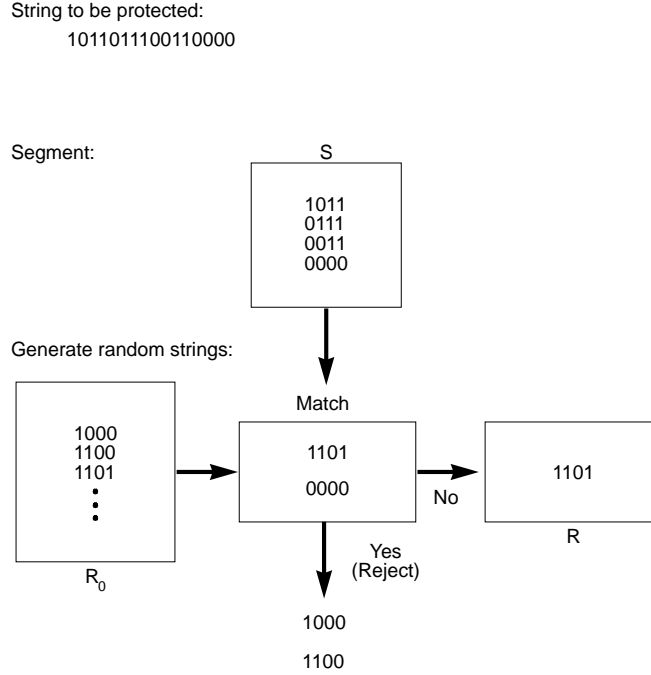 String to be protected:
1011011100110000
Segment:
S
1011
0111
0011
0000
Generate random strings:
Match
1000
1100
1101
1101
0000
No
1101
R
R0
Yes
(Reject)
1000
1100